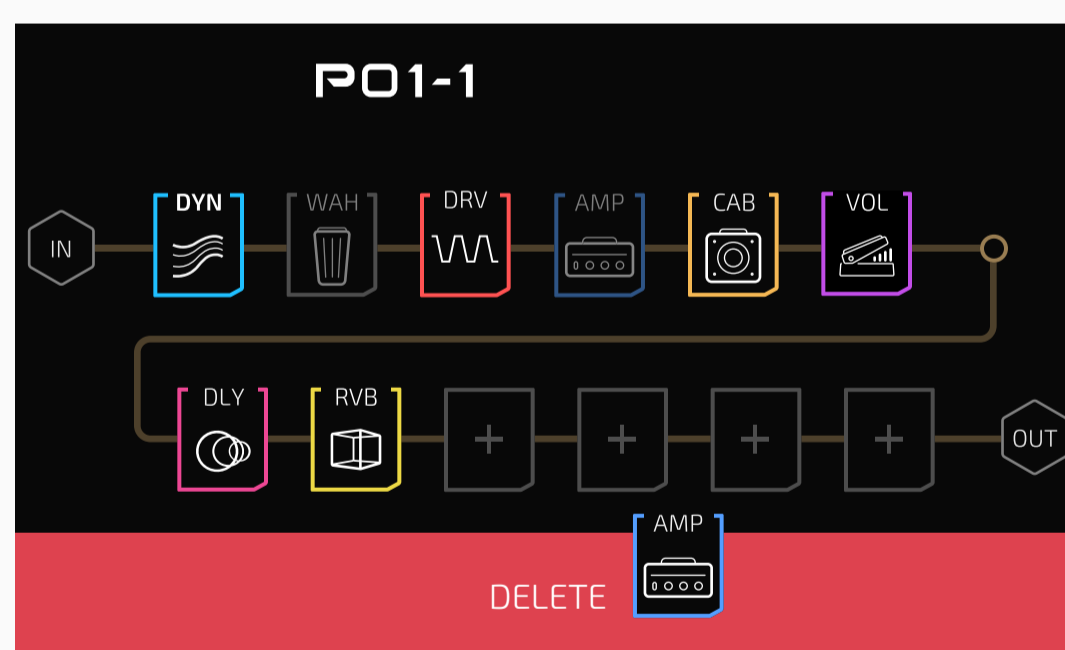 P01-1
DYN WAH DRV AMP CAB VOL
IN
DLY RVB
+ + + +
OUT
AMP
DELETE